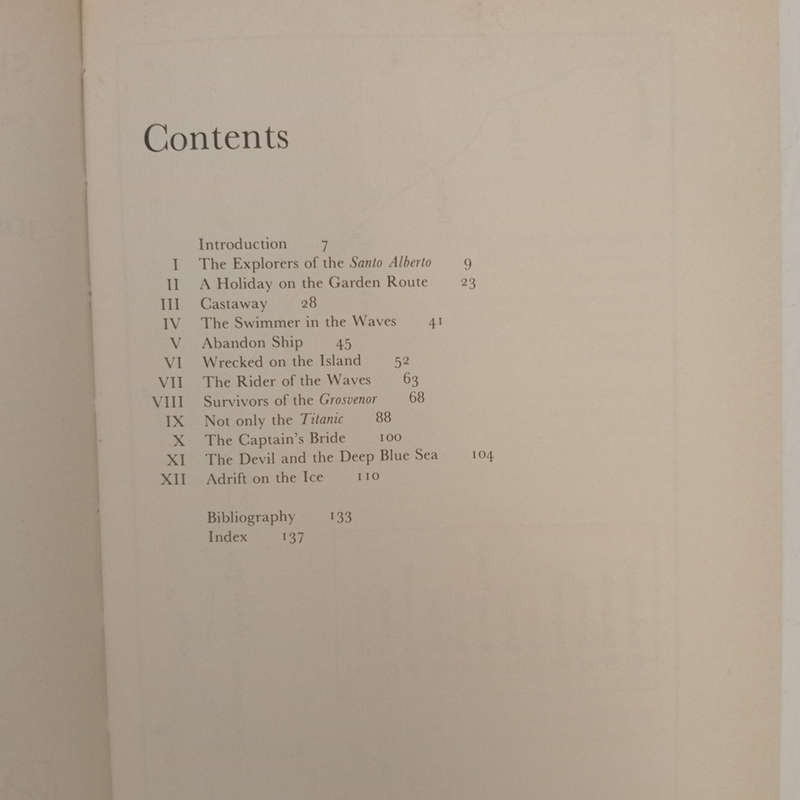 Contents
Introduction 7
I The Explorers of the Santo Alberto 9
II A Holiday on the Garden Route 23
III Castaway 28
IV The Swimmer in the Waves 41
V Abandon Ship 45
VI Wrecked on the Island 52
VII The Rider of the Waves 63
VIII Survivors of the Grosvenor 68
IX Not only the Titanic 88
X The Captain's Bride 100
XI The Devil and the Deep Blue Sea 104
XII Adrift on the Ice 110
Bibliography 133
Index 137